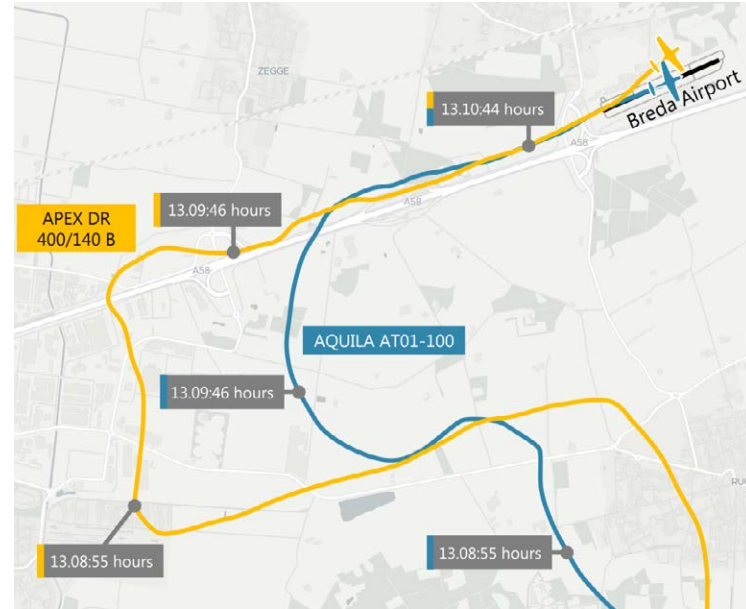 ZEGGE
Breda Airport
13.10:44 hours
A58
A58
13.09:46 hours
APEX DR
400/140 B
A58
AQUILA AT01-100
13.09:46 hours
13.08:55 hours
13.08:55 hours